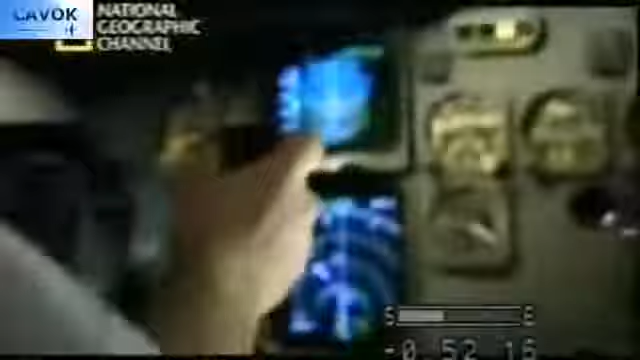 CAVOK
NATIONAL
GEOGRAPHIC
CHANNEL
S E
-0 52 16